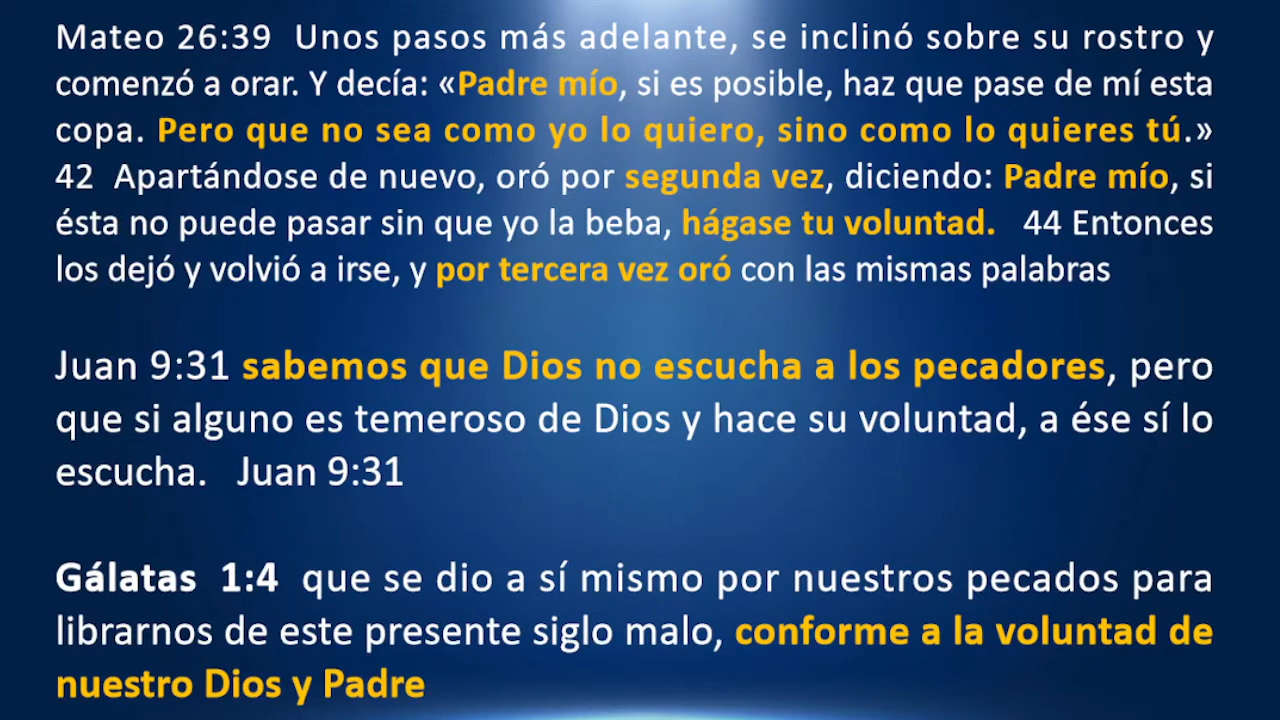 Mateo 26:39 Unos pasos más adelante, se inclinó sobre su rostro y
comenzó a orar. Y decía: «Padre mío, si es posible, haz que pase de mí esta
copa. Pero que no sea como yo lo quiero, sino como lo quieres tú.»
42 Apartándose de nuevo, oró por segunda vez, diciendo: Padre mío, si
ésta no puede pasar sin que yo la beba, hágase tu voluntad. 44 Entonces
los dejó y volvió a irse, y por tercera vez oró con las mismas palabras
Juan 9:31 sabemos que Dios no escucha a los pecadores, pero
que si alguno es temeroso de Dios y hace su voluntad, a ése sí lo
escucha. Juan 9:31
Gálatas 1:4 que se dio a sí mismo por nuestros pecados para
librarnos de este presente siglo malo, conforme a la voluntad de
nuestro Dios y Padre